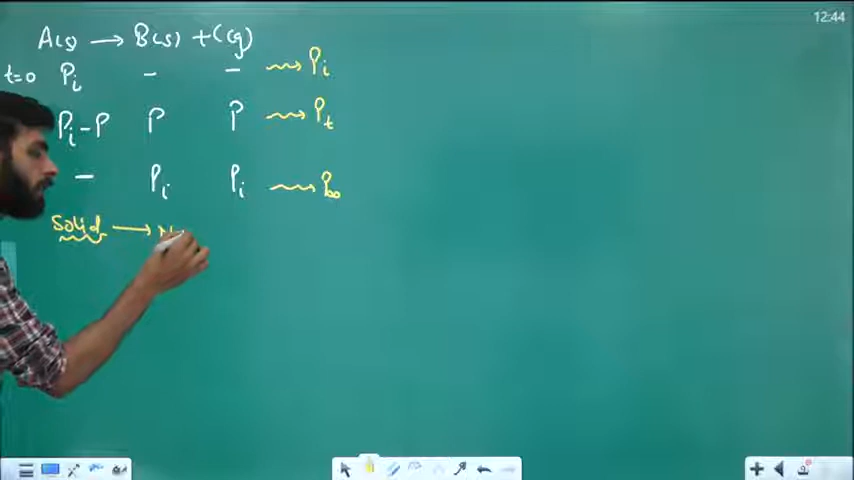 12:44
A(s) → B(s) + C(g)
t=0 Pi - - → Pi
Pi-P P P → Pt
- Pi Pi → P∞
Solid →